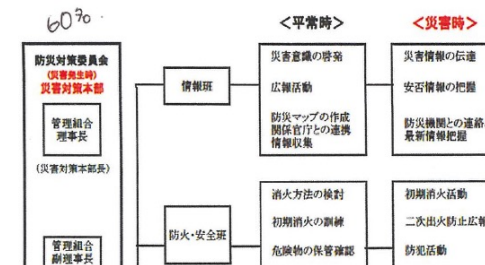 60%
＜平常時＞
＜災害時＞
防災対策委員会
(災害発生時)
災害対策本部
管理組合
理事長
(災害対策本部長)
管理組合
副理事長
情報班
災害意識の啓発
広報活動
防災マップの作成
関係官庁との連携
情報収集
災害情報の伝達
安否情報の把握
防災機関との連絡
最新情報把握
防火・安全班
消火方法の検討
初期消火の訓練
危険物の保管確認
初期消火活動
二次出火防止広報
防犯活動